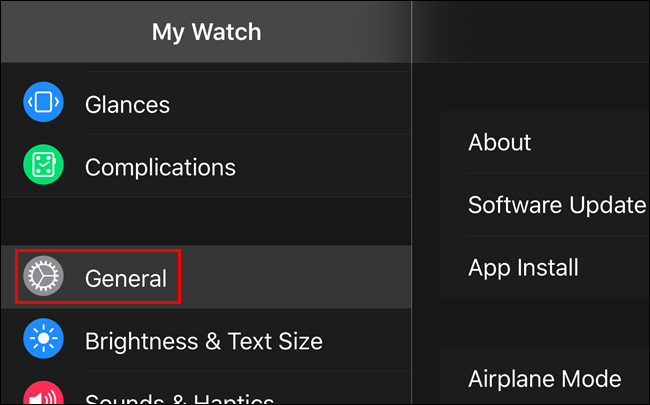 My Watch
Glances
Complications
General
Brightness & Text Size
Sounds & Haptics
About
Software Update
App Install
Airplane Mode